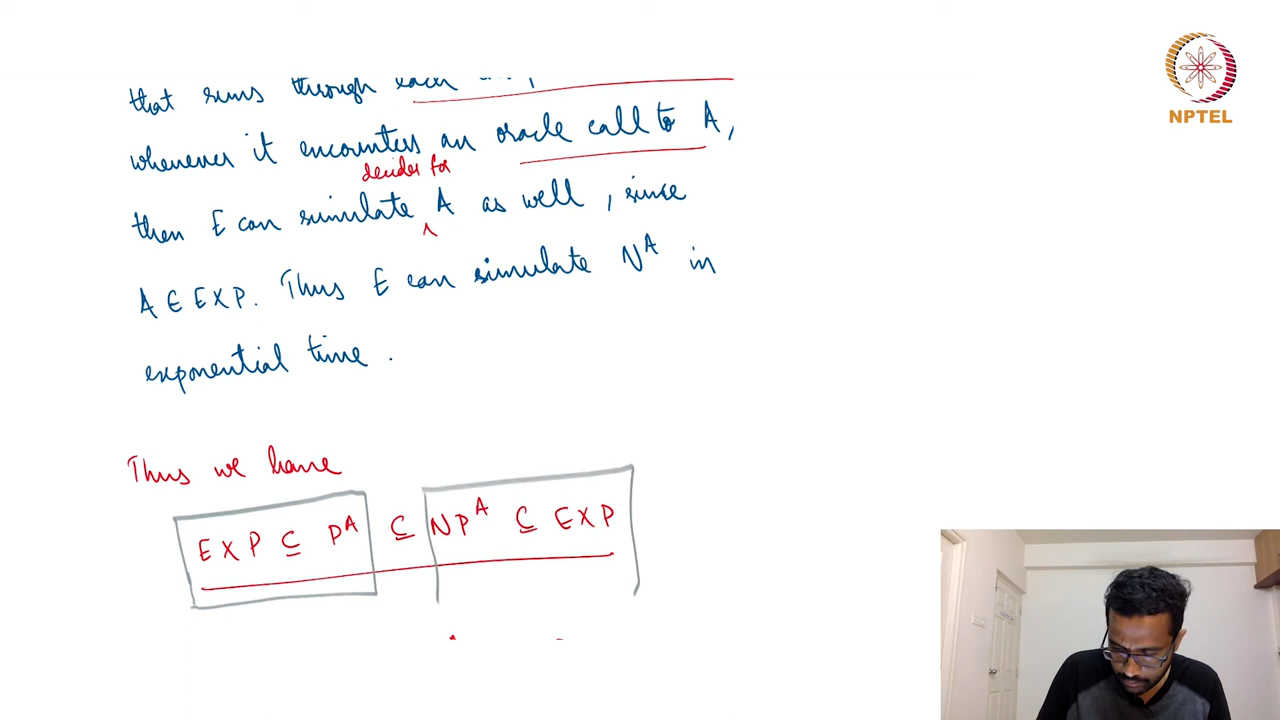 that runs through each
whenever it encounters an oracle call to A,
decider for
then E can simulate ^ A as well, since
A ∈ EXP. Thus E can simulate N^A in
exponential time.
Thus we have
EXP ⊆ P^A ⊆ NP^A ⊆ EXP
NPTEL